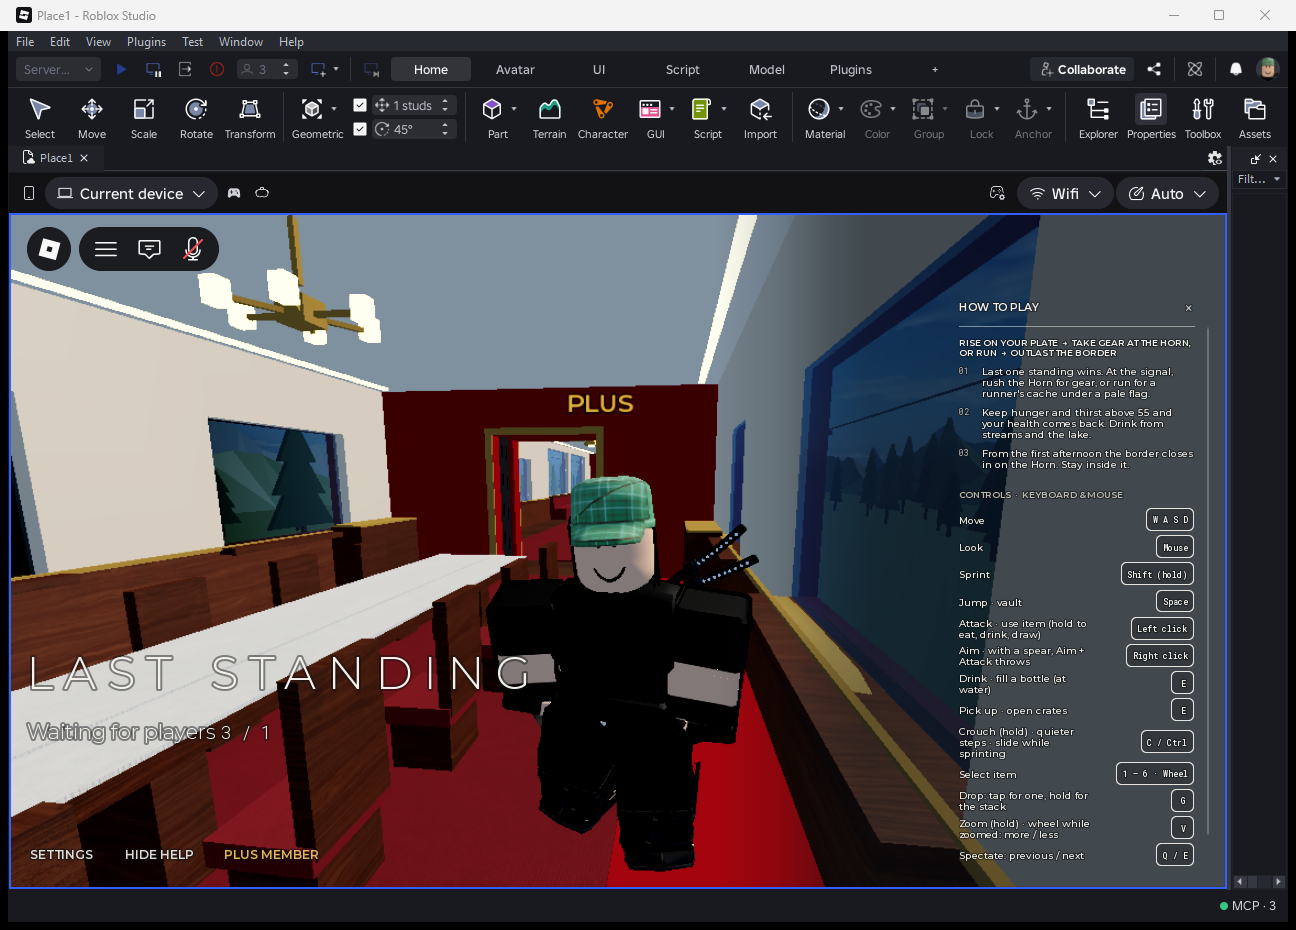 Place1 - Roblox Studio
File Edit View Plugins Test Window Help
Server... 3 Home Avatar UI Script Model Plugins + Collaborate
1 studs
45°
Select Move Scale Rotate Transform Geometric Part Terrain Character GUI Script Import Material Color Group Lock Anchor Explorer Properties Toolbox Assets
Place1
Filt...
Current device Wifi Auto
HOW TO PLAY
RISE ON YOUR PLATE → TAKE GEAR AT THE HORN,
OR RUN → OUTLAST THE BORDER
01 Last one standing wins. At the signal,
rush the Horn for gear, or run for a
runner's cache under a pale flag.
02 Keep hunger and thirst above 55 and
your health comes back. Drink from
streams and the lake.
03 From the first afternoon the border closes
in on the Horn. Stay inside it.
CONTROLS · KEYBOARD & MOUSE
Move W A S D
Look Mouse
Sprint Shift (hold)
Jump · vault Space
Attack · use item (hold to
eat, drink, draw) Left click
Aim · with a spear, Aim +
Attack throws Right click
Drink · fill a bottle (at
water) E
Pick up · open crates E
Crouch (hold) · quieter
steps · slide while
sprinting C / Ctrl
Select item 1 – 6 · Wheel
Drop: tap for one, hold for
the stack G
Zoom (hold) · wheel while
zoomed: more / less V
Spectate: previous / next Q / E
PLUS
LAST STANDING
Waiting for players 3 / 1
SETTINGS HIDE HELP PLUS MEMBER
MCP · 3